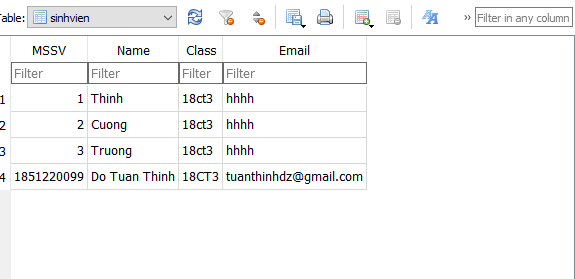 Table: sinhvien » Filter in any column
MSSV Name Class Email
Filter Filter Filter Filter
1 1 Thinh 18ct3 hhhh
2 2 Cuong 18ct3 hhhh
3 3 Truong 18ct3 hhhh
4 1851220099 Do Tuan Thinh 18CT3 tuanthinhdz@gmail.com